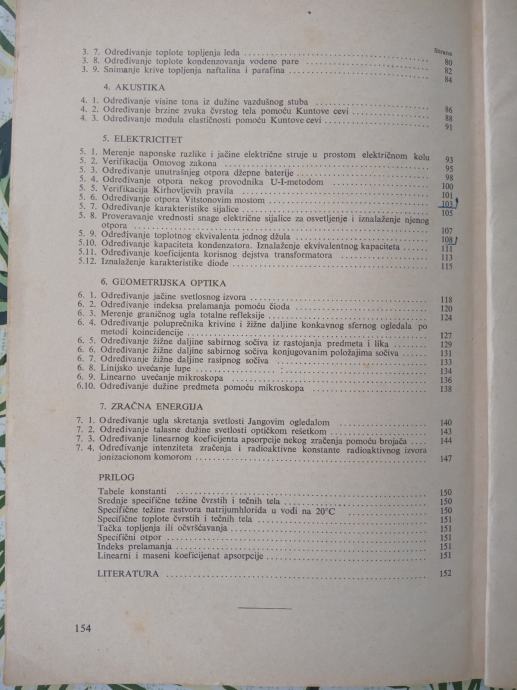 Strana
3. 7. Određivanje toplote topljenja leda 80
3. 8. Određivanje toplote kondenzovanja vodene pare 82
3. 9. Snimanje krive topljenja naftalina i parafina 84
4. AKUSTIKA
4. 1. Određivanje visine tona iz dužine vazdušnog stuba 86
4. 2. Određivanje brzine zvuka čvrstog tela pomoću Kuntove cevi 88
4. 3. Određivanje modula elastičnosti pomoću Kuntove cevi 91
5. ELEKTRICITET
5. 1. Merenje naponske razlike i jačine električne struje u prostom električnom kolu 93
5. 2. Verifikacija Omovog zakona 95
5. 3. Određivanje unutrašnjeg otpora džepne baterije 98
5. 4. Određivanje otpora nekog provodnika U-I-metodom 100
5. 5. Verifikacija Kirhovljevih pravila 101
5. 6. Određivanje otpora Vitstonovim mostom 103
5. 7. Određivanje karakteristike sijalice 105
5. 8. Proveravanje vrednosti snage električne sijalice za osvetljenje i iznalaženje njenog
otpora 107
5. 9. Određivanje toplotnog ekvivalenta jednog džula 108
5.10. Određivanje kapaciteta kondenzatora. Iznalaženje ekvivalentnog kapaciteta 111
5.11. Određivanje koeficijenta korisnog dejstva transformatora 113
5.12. Iznalaženje karakteristike diode 115
6. GEOMETRIJSKA OPTIKA
6. 1. Određivanje jačine svetlosnog izvora 118
6. 2. Određivanje indeksa prelamanja pomoću čioda 120
6. 3. Merenje graničnog ugla totalne refleksije 124
6. 4. Određivanje poluprečnika krivine i žižne daljine konkavnog sfernog ogledala po
metodi koincidencije 127
6. 5. Određivanje žižne daljine sabirnog sočiva iz rastojanja predmeta i lika 129
6. 6. Određivanje žižne daljine sabirnog sočiva konjugovanim položajima sočiva 131
6. 7. Određivanje žižne daljine rasipnog sočiva 133
6. 8. Linijsko uvećanje lupe 134
6. 9. Linearno uvećanje mikroskopa 136
6.10. Određivanje dužine predmeta pomoću mikroskopa 138
7. ZRAČNA ENERGIJA
7. 1. Određivanje ugla skretanja svetlosti Jangovim ogledalom 140
7. 2. Određivanje talasne dužine svetlosti optičkom rešetkom 143
7. 3. Određivanje linearnog koeficijenta apsorpcije nekog zračenja pomoću brojača 144
7. 4. Određivanje intenziteta zračenja i radioaktivne konstante radioaktivnog izvora
jonizacionom komorom 147
PRILOG
Tabele konstanti 150
Srednje specifične težine čvrstih i tečnih tela 150
Specifične težine rastvora natrijumhlorida u vodi na 20°C 150
Specifične toplote čvrstih i tečnih tela 151
Tačka topljenja ili očvršćavanja 151
Specifični otpor 151
Indeks prelamanja 151
Linearni i maseni koeficijenat apsorpcije 151
LITERATURA 152
154